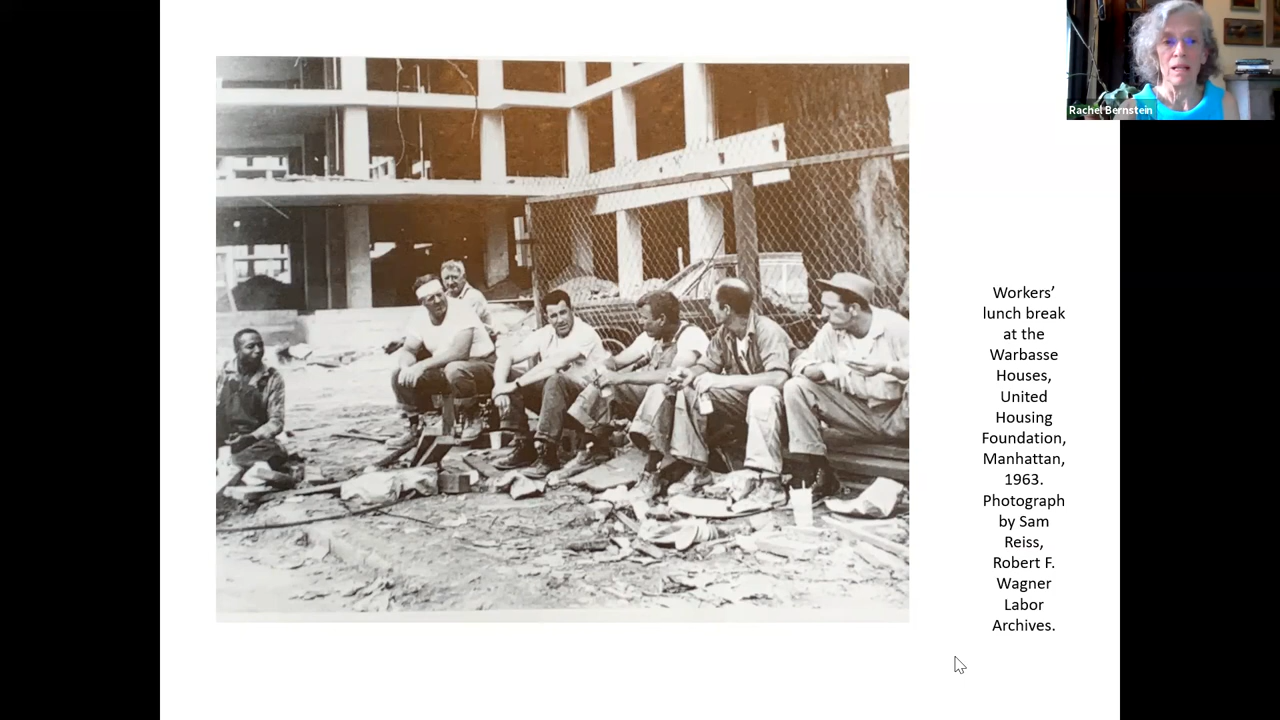 Rachel Bernstein
Workers’
lunch break
at the
Warbasse
Houses,
United
Housing
Foundation,
Manhattan,
1963.
Photograph
by Sam
Reiss,
Robert F.
Wagner
Labor
Archives.